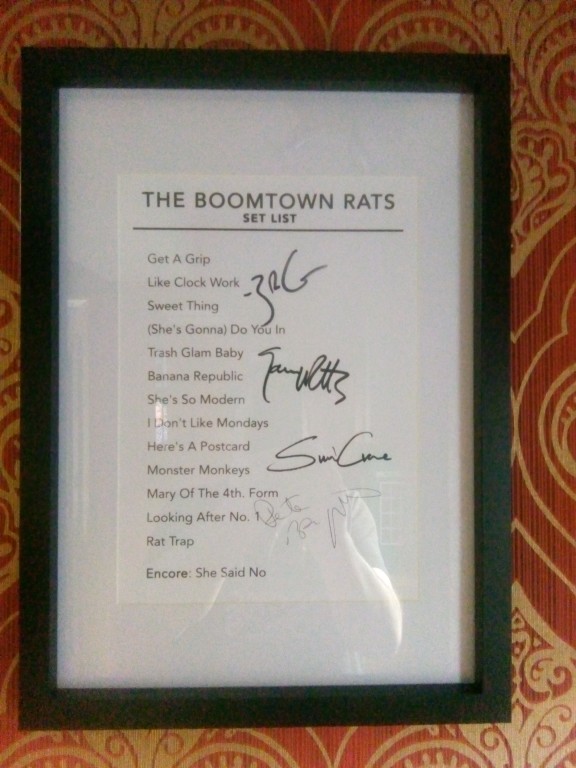 THE BOOMTOWN RATS
SET LIST
Get A Grip
Like Clock Work
Sweet Thing
(She's Gonna) Do You In
Trash Glam Baby
Banana Republic
She's So Modern
I Don't Like Mondays
Here's A Postcard
Monster Monkeys
Mary Of The 4th. Form
Looking After No. 1
Rat Trap
Encore: She Said No